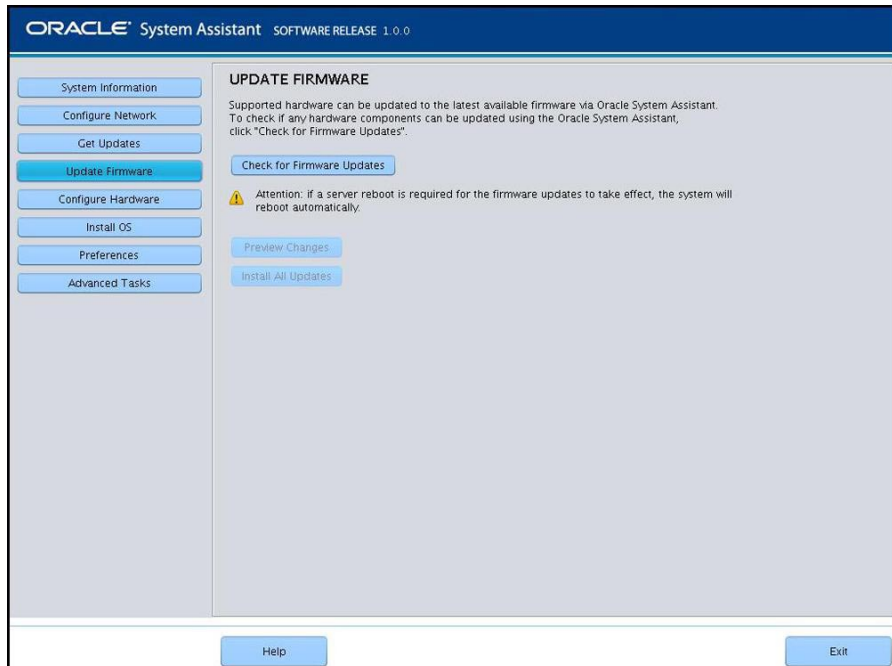 ORACLE System Assistant SOFTWARE RELEASE 1.0.0
System Information
Configure Network
Get Updates
Update Firmware
Configure Hardware
Install OS
Preferences
Advanced Tasks
UPDATE FIRMWARE
Supported hardware can be updated to the latest available firmware via Oracle System Assistant.
To check if any hardware components can be updated using the Oracle System Assistant,
click "Check for Firmware Updates".
Check for Firmware Updates
Attention: if a server reboot is required for the firmware updates to take effect, the system will
reboot automatically.
Preview Changes
Install All Updates
Help
Exit